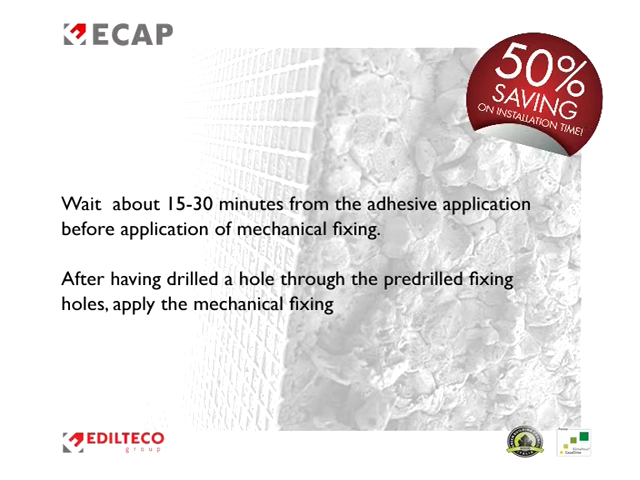 ECAP
50%
SAVING
ON INSTALLATION TIME!
Wait about 15-30 minutes from the adhesive application
before application of mechanical fixing.
After having drilled a hole through the predrilled fixing
holes, apply the mechanical fixing
EDILTECO
group